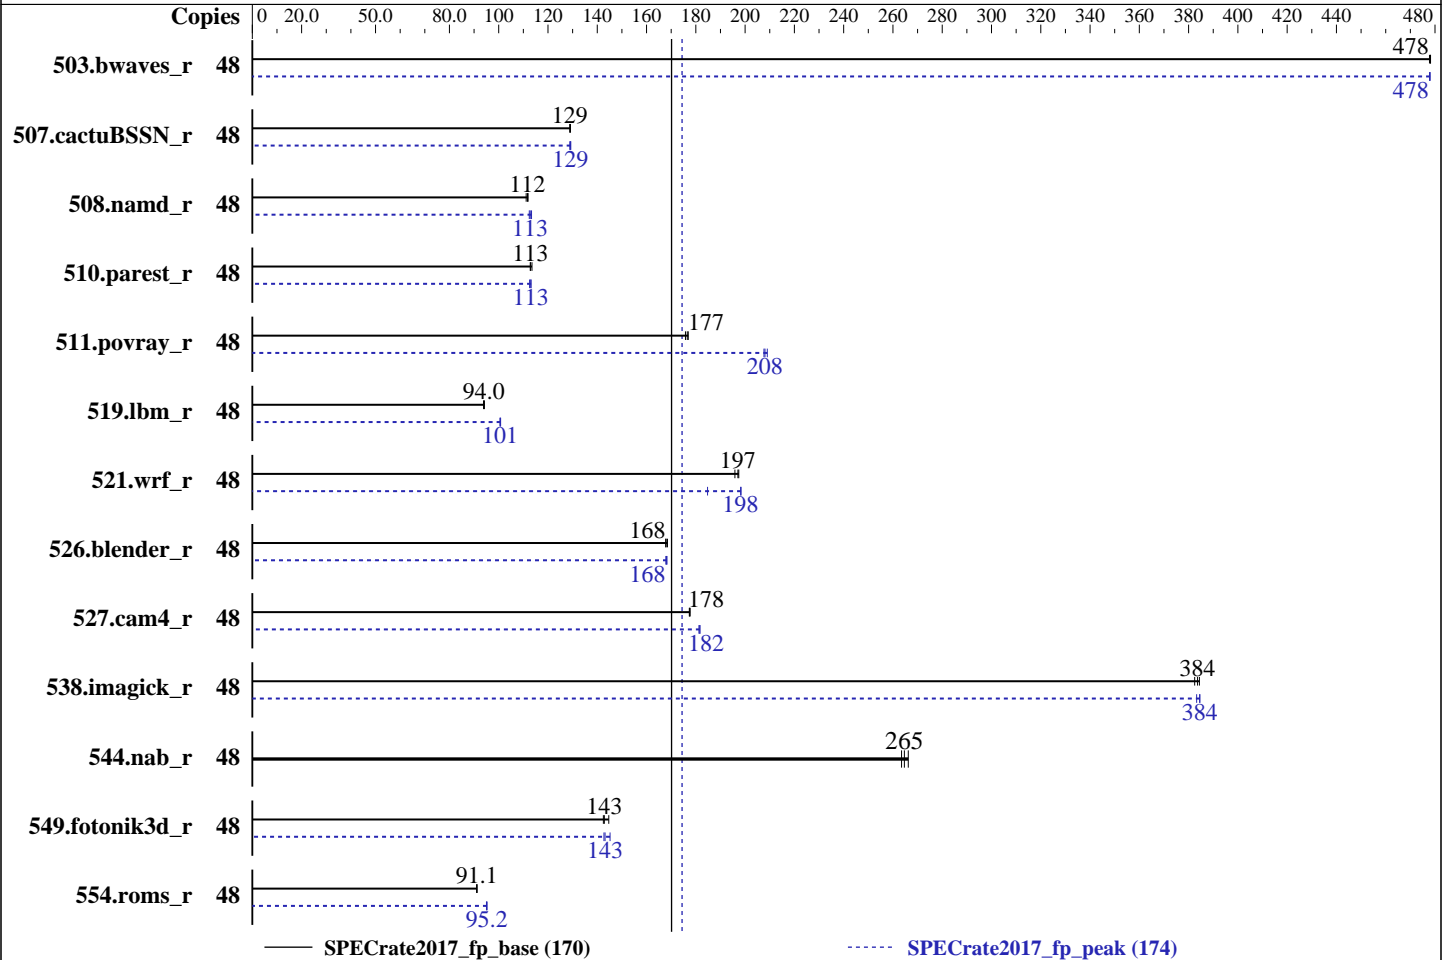 Copies 0 20.0 50.0 80.0 100 120 140 160 180 200 220 240 260 280 300 320 340 360 380 400 420 440 480
503.bwaves_r 48 478
478
507.cactuBSSN_r 48 129
129
508.namd_r 48 112
113
510.parest_r 48 113
113
511.povray_r 48 177
208
519.lbm_r 48 94.0
101
521.wrf_r 48 197
198
526.blender_r 48 168
168
527.cam4_r 48 178
182
538.imagick_r 48 384
384
544.nab_r 48 265
549.fotonik3d_r 48 143
143
554.roms_r 48 91.1
95.2
SPECrate2017_fp_base (170) SPECrate2017_fp_peak (174)